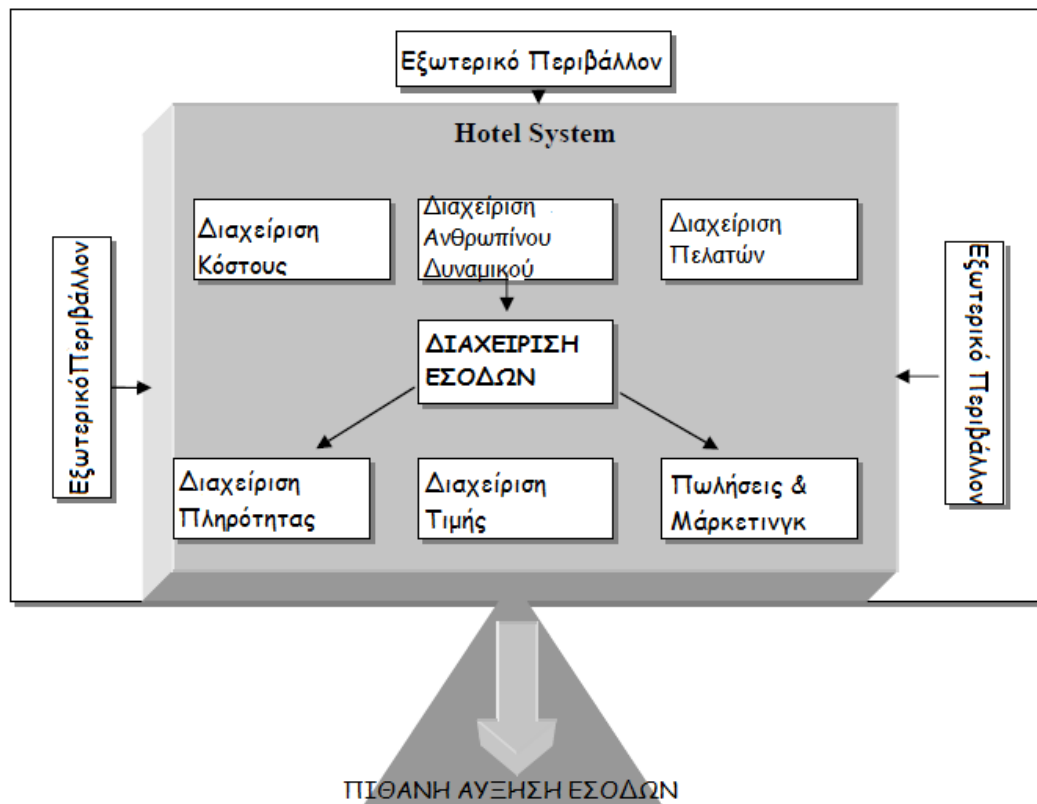 Εξωτερικό Περιβάλλον
Hotel System
Διαχείριση
Κόστους
Διαχείριση
Ανθρωπίνου
Δυναμικού
Διαχείριση
Πελατών
ΕξωτερικόΠεριβάλλον
Εξωτερικό Περιβάλλον
ΔΙΑΧΕΙΡΙΣΗ
ΕΣΟΔΩΝ
Διαχείριση
Πληρότητας
Διαχείριση
Τιμής
Πωλήσεις &
Μάρκετινγκ
ΠΙΘΑΝΗ ΑΥΞΗΣΗ ΕΣΟΔΩΝ